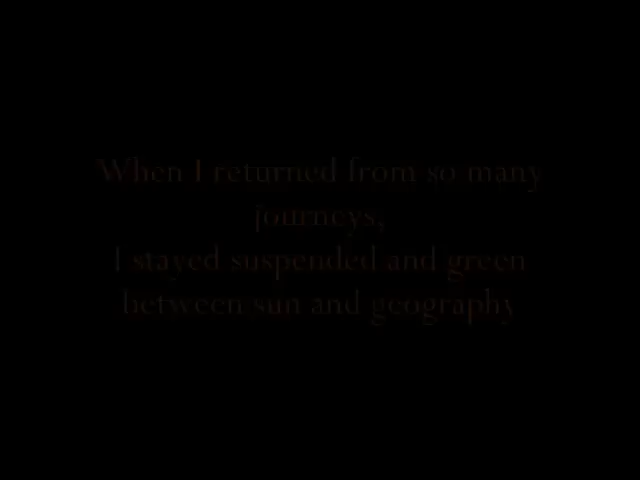 When I returned from so many
journeys,
I stayed suspended and green
between sun and geography